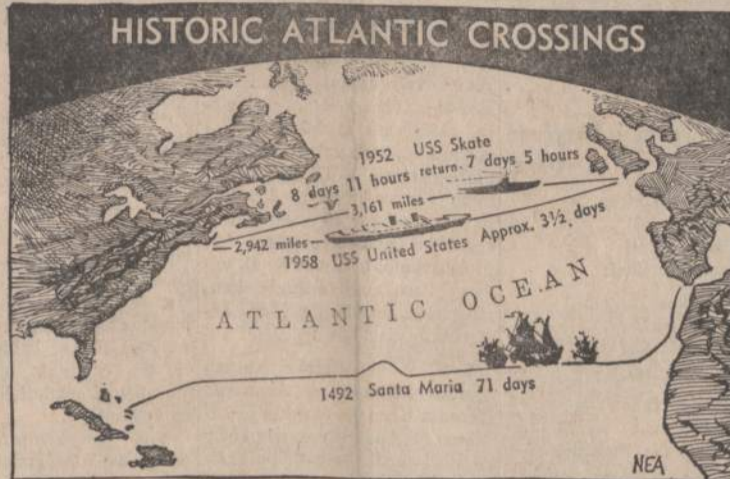 HISTORIC ATLANTIC CROSSINGS
1952 USS Skate
8 days 11 hours return- 7 days 5 hours
3,161 miles
2,942 miles
1958 USS United States Approx. 3½ days
ATLANTIC OCEAN
1492 Santa Maria 71 days
NEA